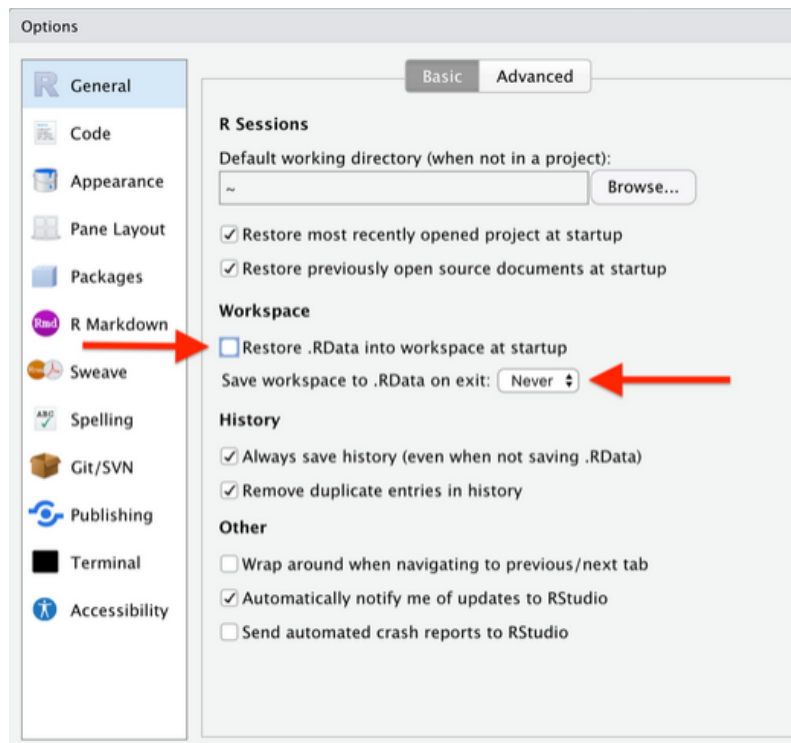 Options
General
Code
Appearance
Pane Layout
Packages
Rmd R Markdown
Sweave
ABC Spelling
Git/SVN
Publishing
Terminal
Accessibility
Basic Advanced
R Sessions
Default working directory (when not in a project):
~ Browse...
Restore most recently opened project at startup
Restore previously open source documents at startup
Workspace
Restore .RData into workspace at startup
Save workspace to .RData on exit: Never
History
Always save history (even when not saving .RData)
Remove duplicate entries in history
Other
Wrap around when navigating to previous/next tab
Automatically notify me of updates to RStudio
Send automated crash reports to RStudio